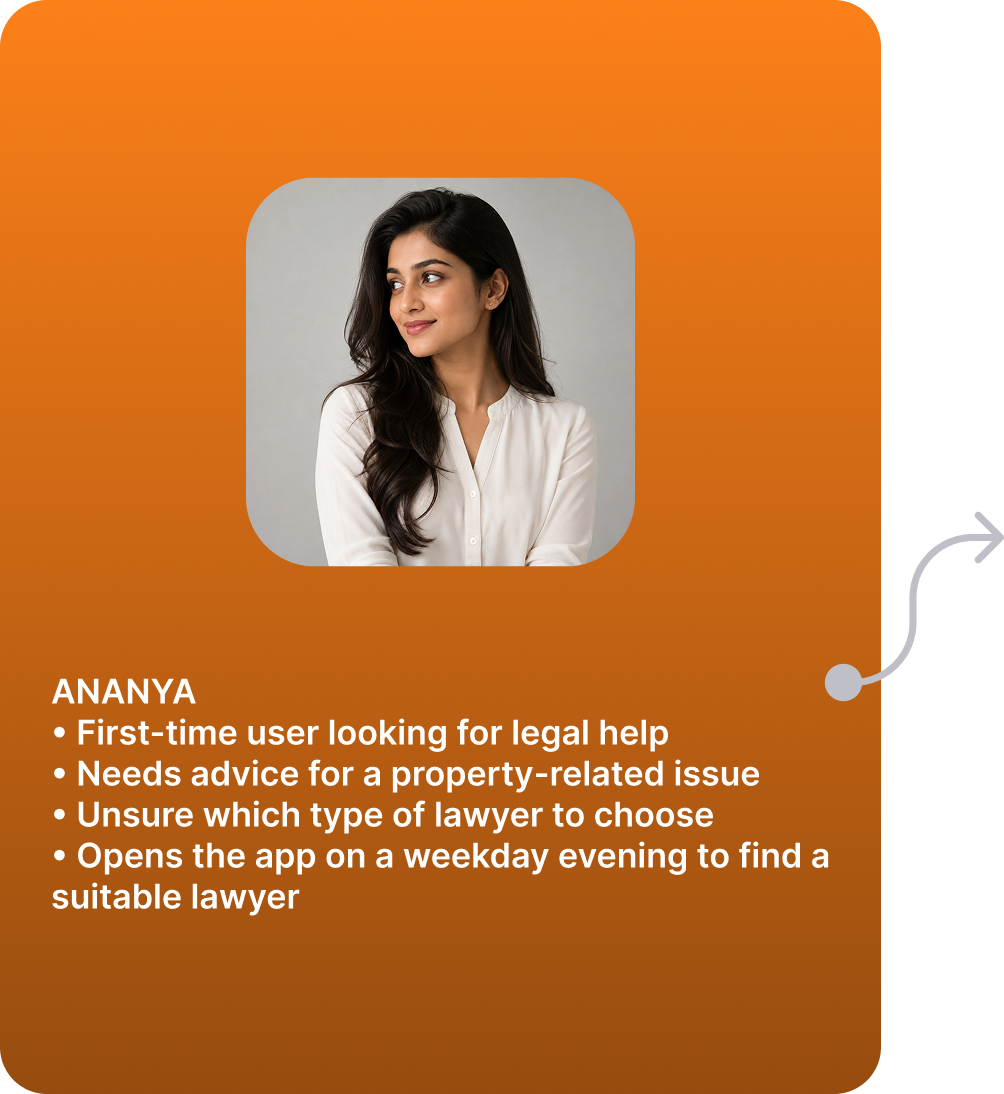 ANANYA
• First-time user looking for legal help
• Needs advice for a property-related issue
• Unsure which type of lawyer to choose
• Opens the app on a weekday evening to find a
suitable lawyer